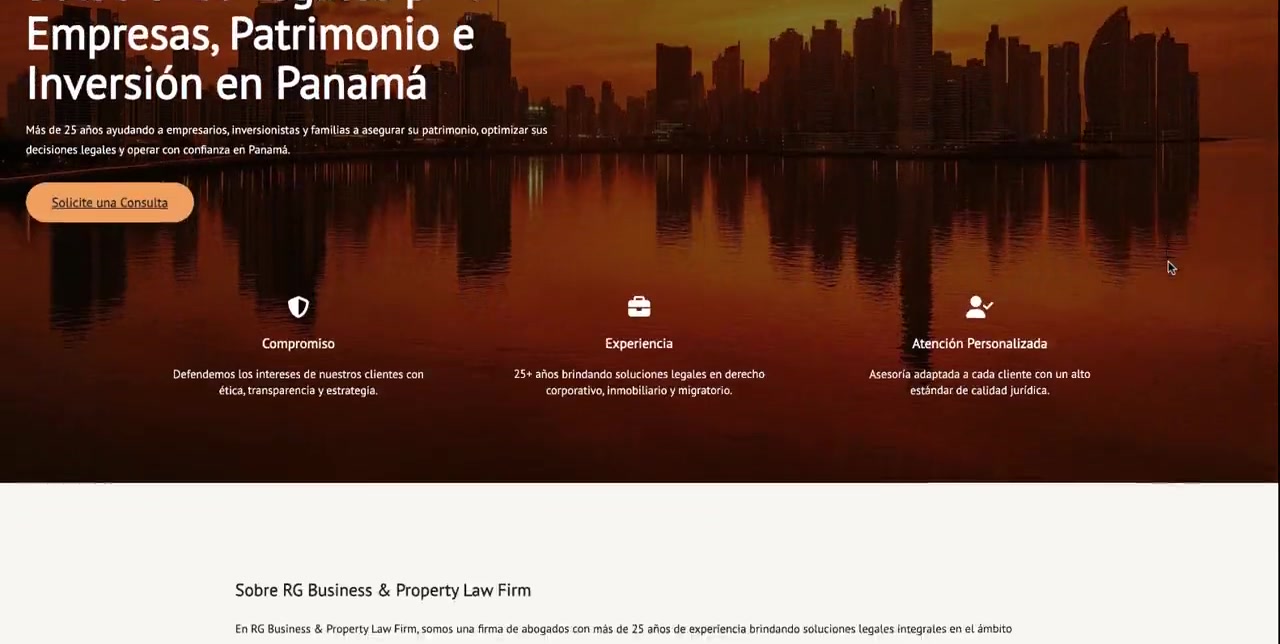 Empresas, Patrimonio e
Inversión en Panamá
Más de 25 años ayudando a empresarios, inversionistas y familias a asegurar su patrimonio, optimizar sus
decisiones legales y operar con confianza en Panamá.
Solicite una Consulta
Compromiso
Defendemos los intereses de nuestros clientes con
ética, transparencia y estrategia.
Experiencia
25+ años brindando soluciones legales en derecho
corporativo, inmobiliario y migratorio.
Atención Personalizada
Asesoría adaptada a cada cliente con un alto
estándar de calidad jurídica.
Sobre RG Business & Property Law Firm
En RG Business & Property Law Firm, somos una firma de abogados con más de 25 años de experiencia brindando soluciones legales integrales en el ámbito